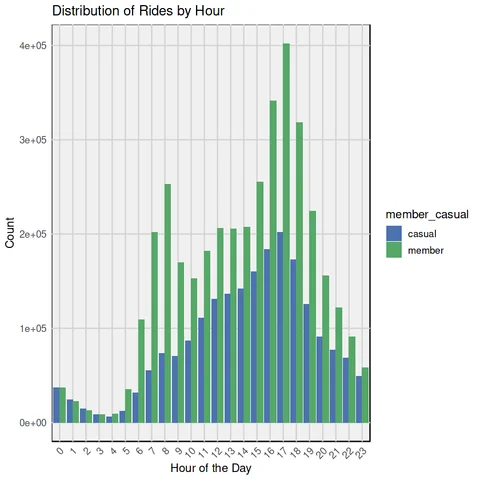 Distribution of Rides by Hour
4e+05
3e+05
2e+05
1e+05
0e+00
Count
0 1 2 3 4 5 6 7 8 9 10 11 12 13 14 15 16 17 18 19 20 21 22 23
Hour of the Day
member_casual
casual
member